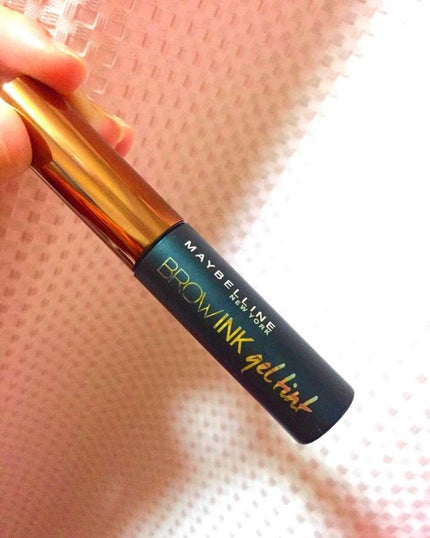 MAYBELLINE
NEW YORK
BROW INK
gel tint